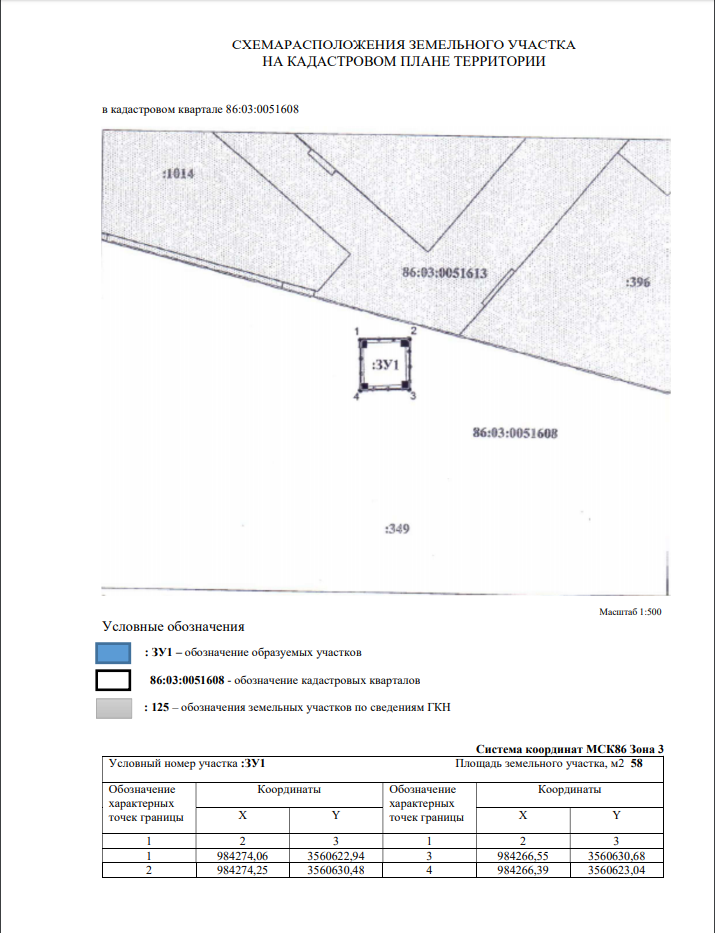 СХЕМАРАСПОЛОЖЕНИЯ ЗЕМЕЛЬНОГО УЧАСТКА
НА КАДАСТРОВОМ ПЛАНЕ ТЕРРИТОРИИ
в кадастровом квартале 86:03:0051608
:1014
86:03:0051613
:396
1 2
:ЗУ1
4 3
86:03:0051608
:349
Масштаб 1:500
Условные обозначения
: ЗУ1 – обозначение образуемых участков
86:03:0051608 - обозначение кадастровых кварталов
: 125 – обозначения земельных участков по сведениям ГКН
Система координат МСК86 Зона 3
Условный номер участка :ЗУ1 Площадь земельного участка, м2 58
Обозначение Координаты Обозначение Координаты
характерных характерных
точек границы X Y точек границы X Y
1 2 3 1 2 3
1 984274,06 3560622,94 3 984266,55 3560630,68
2 984274,25 3560630,48 4 984266,39 3560623,04